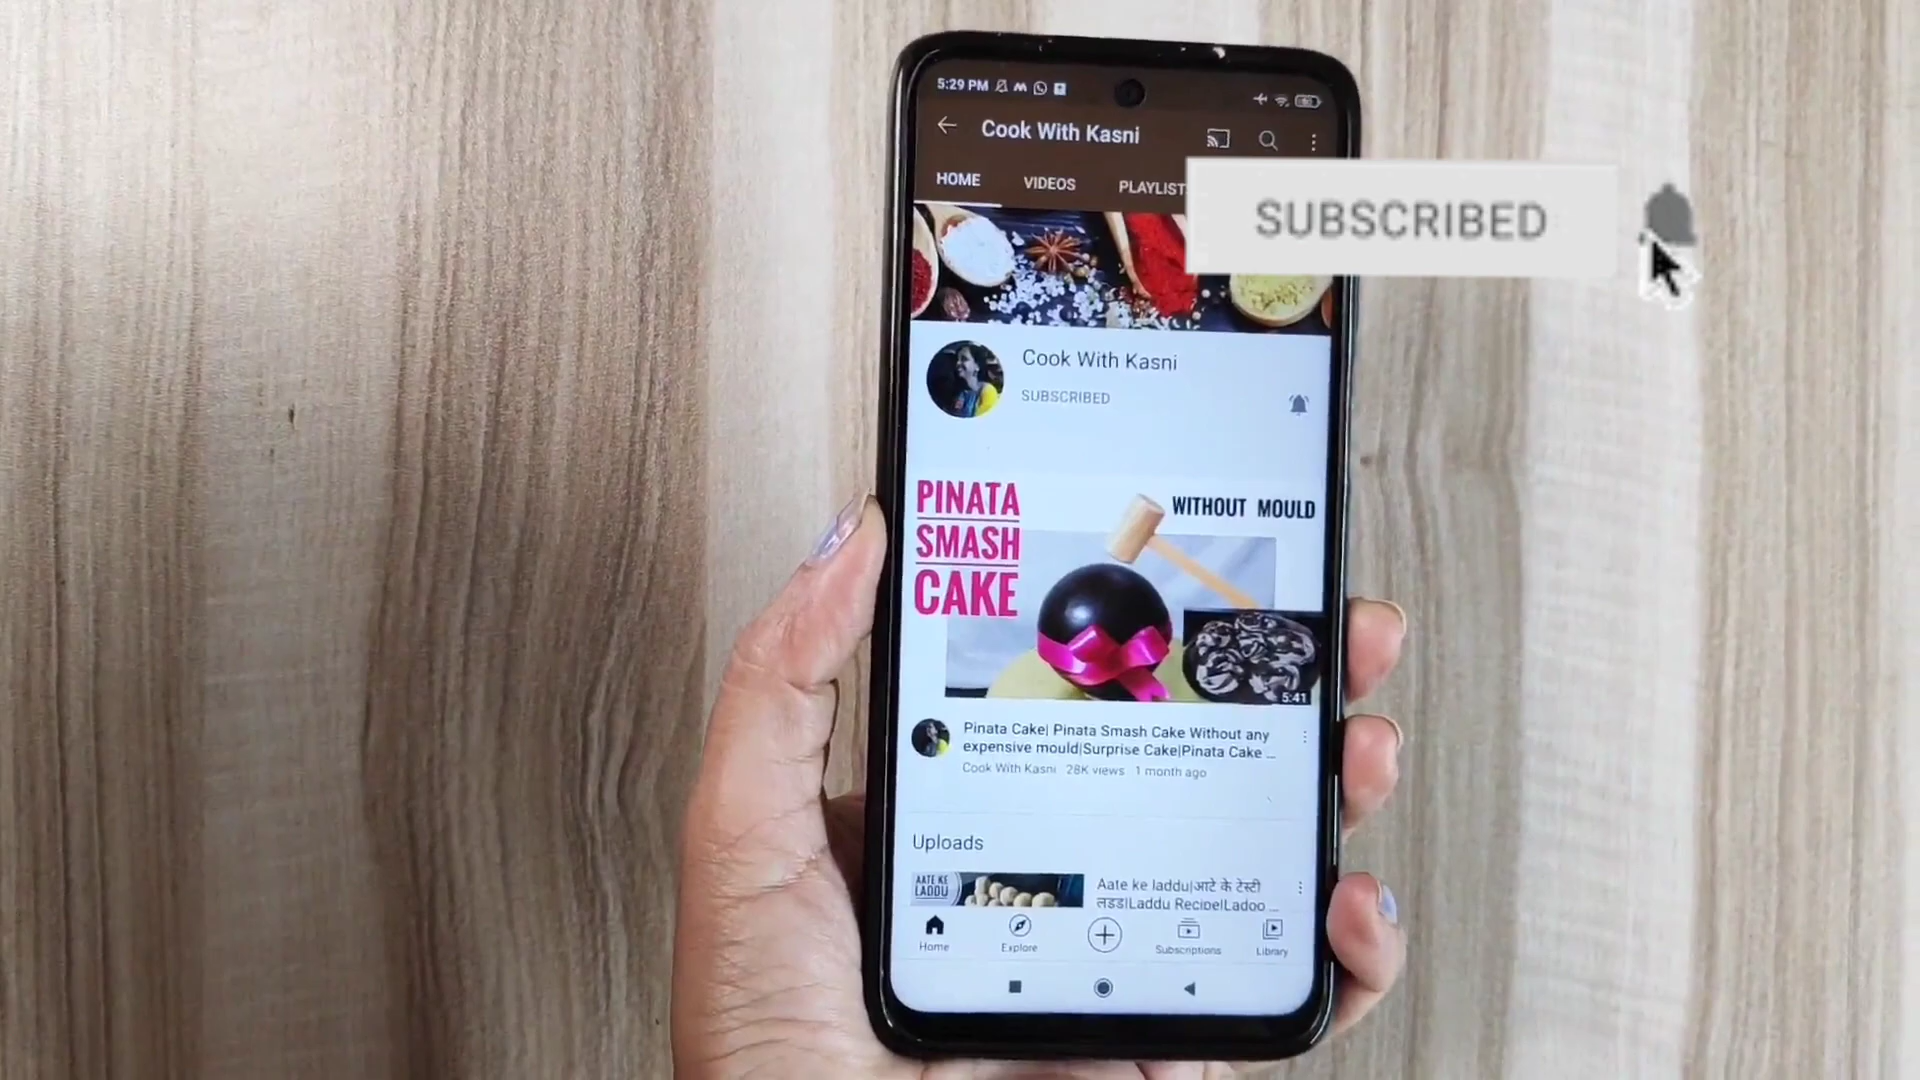 5:29 PM
Cook With Kasni
HOME VIDEOS PLAYLIST
SUBSCRIBED
Cook With Kasni
SUBSCRIBED
PINATA
SMASH
CAKE
WITHOUT MOULD
5:41
Pinata Cake| Pinata Smash Cake Without any
expensive mould|Surprise Cake|Pinata Cake ...
Cook With Kasni 28K views 1 month ago
Uploads
AATE KE
LADDU
Aate ke laddu|आटे के टेस्टी
लड्डू|Laddu Recipe|Ladoo ...
Home Explore Subscriptions Library